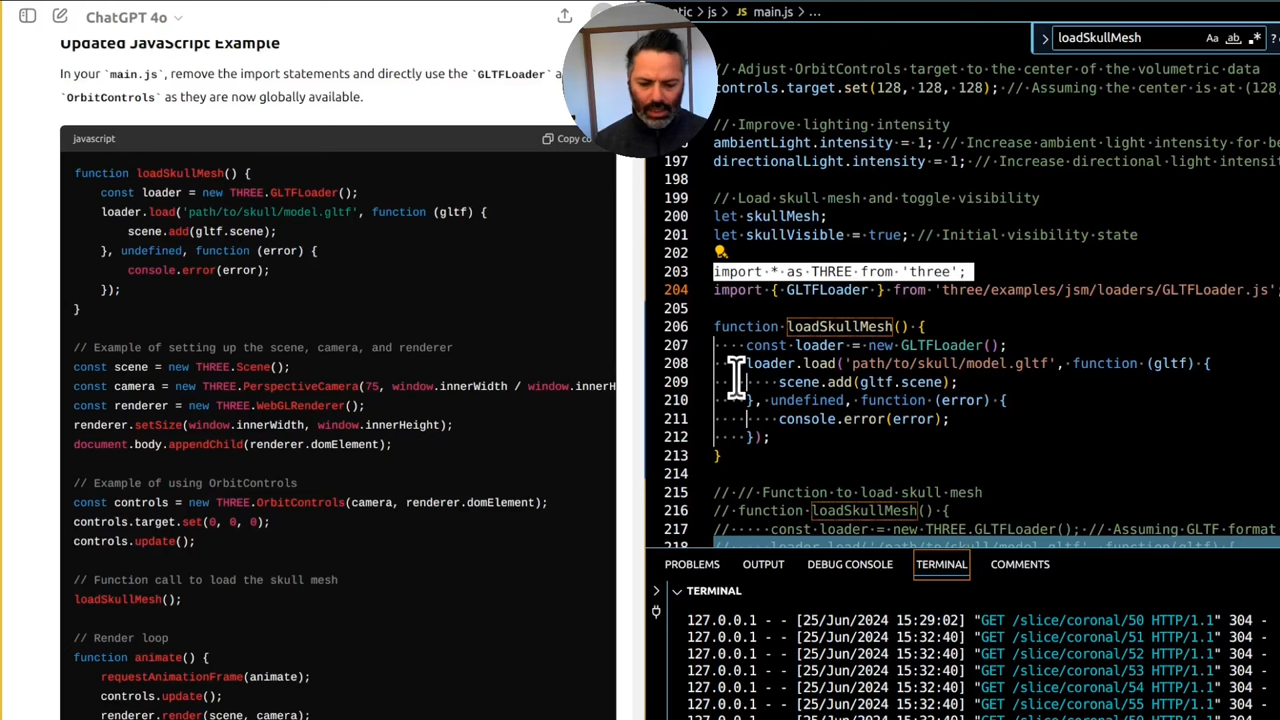 ChatGPT 4o
Updated JavaScript Example
In your `main.js`, remove the import statements and directly use the `GLTFLoader`
`OrbitControls` as they are now globally available.
javascript
Copy co
function loadSkullMesh() {
const loader = new THREE.GLTFLoader();
loader.load('path/to/skull/model.gltf', function (gltf) {
scene.add(gltf.scene);
}, undefined, function (error) {
console.error(error);
});
}
// Example of setting up the scene, camera, and renderer
const scene = new THREE.Scene();
const camera = new THREE.PerspectiveCamera(75, window.innerWidth / window.innerH
const renderer = new THREE.WebGLRenderer();
renderer.setSize(window.innerWidth, window.innerHeight);
document.body.appendChild(renderer.domElement);
// Example of using OrbitControls
const controls = new THREE.OrbitControls(camera, renderer.domElement);
controls.target.set(0, 0, 0);
controls.update();
// Function call to load the skull mesh
loadSkullMesh();
// Render loop
function animate() {
requestAnimationFrame(animate);
controls.update();
renderer.render(scene, camera);
js > JS main.js > ...
loadSkullMesh
Aa ab .*
// Adjust OrbitControls target to the center of the volumetric data
controls.target.set(128, 128, 128); // Assuming the center is at (128,
// Improve lighting intensity
ambientLight.intensity = 1; // Increase ambient light intensity for be
197 directionalLight.intensity = 1; // Increase directional light intensi
198
199 // Load skull mesh and toggle visibility
200 let skullMesh;
201 let skullVisible = true; // Initial visibility state
202
203 import * as THREE from 'three';
204 import { GLTFLoader } from 'three/examples/jsm/loaders/GLTFLoader.js'
205
206 function loadSkullMesh() {
207 const loader = new GLTFLoader();
208 loader.load('path/to/skull/model.gltf', function (gltf) {
209 scene.add(gltf.scene);
210 }, undefined, function (error) {
211 console.error(error);
212 });
213 }
214
215 // // Function to load skull mesh
216 // function loadSkullMesh() {
217 // const loader = new THREE.GLTFLoader(); // Assuming GLTF format
218 // loader.load('/path/to/skull/model.gltf', function(gltf) {
PROBLEMS OUTPUT DEBUG CONSOLE TERMINAL COMMENTS
TERMINAL
127.0.0.1 - - [25/Jun/2024 15:29:02] "GET /slice/coronal/50 HTTP/1.1" 304 -
127.0.0.1 - - [25/Jun/2024 15:32:40] "GET /slice/coronal/51 HTTP/1.1" 304 -
127.0.0.1 - - [25/Jun/2024 15:32:40] "GET /slice/coronal/52 HTTP/1.1" 304 -
127.0.0.1 - - [25/Jun/2024 15:32:40] "GET /slice/coronal/53 HTTP/1.1" 304 -
127.0.0.1 - - [25/Jun/2024 15:32:40] "GET /slice/coronal/54 HTTP/1.1" 304 -
127.0.0.1 - - [25/Jun/2024 15:32:40] "GET /slice/coronal/55 HTTP/1.1" 304 -